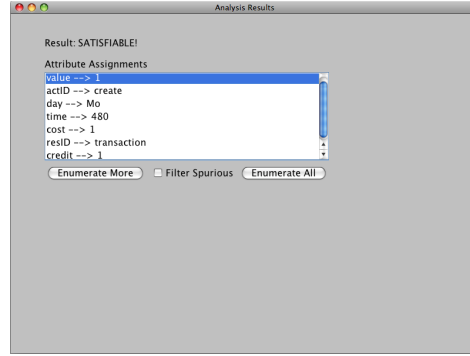 Analysis Results
Result: SATISFIABLE!
Attribute Assignments
value --> 1
actID --> create
day --> Mo
time --> 480
cost --> 1
resID --> transaction
credit --> 1
Enumerate More Filter Spurious Enumerate All